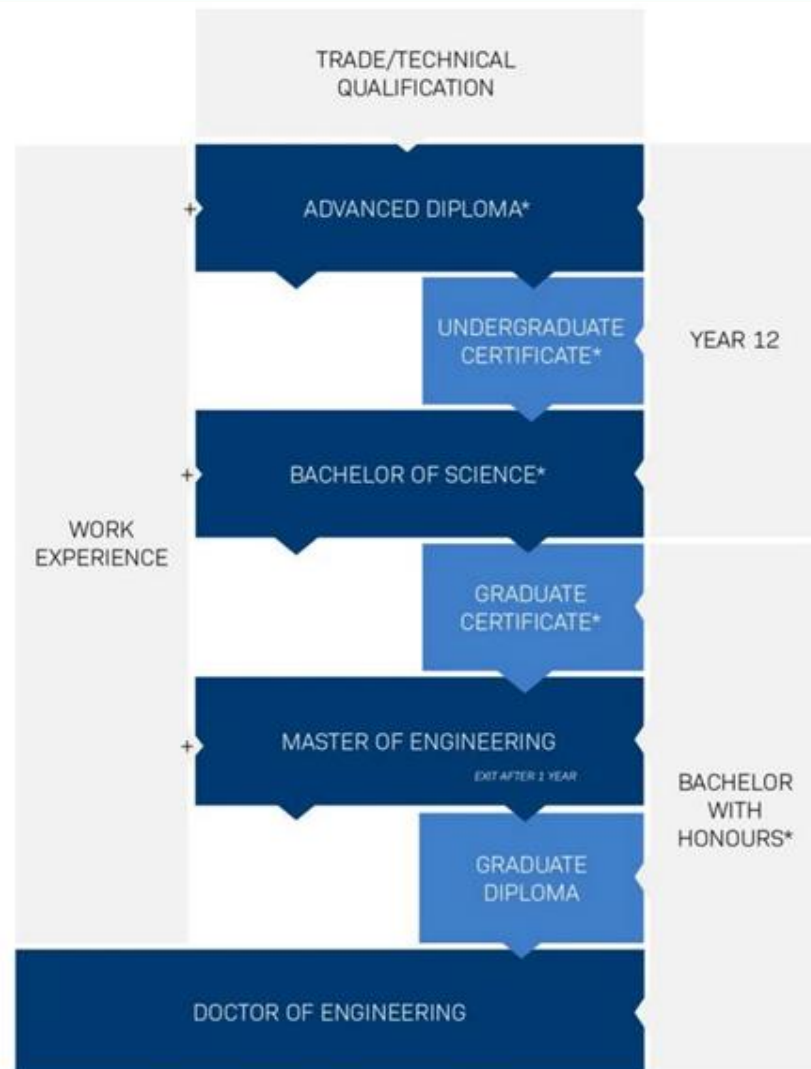 TRADE/TECHNICAL
QUALIFICATION
+
ADVANCED DIPLOMA*
UNDERGRADUATE
CERTIFICATE*
YEAR 12
+
BACHELOR OF SCIENCE*
WORK
EXPERIENCE
GRADUATE
CERTIFICATE*
+
MASTER OF ENGINEERING
EXIT AFTER 1 YEAR
BACHELOR
WITH
HONOURS*
GRADUATE
DIPLOMA
DOCTOR OF ENGINEERING